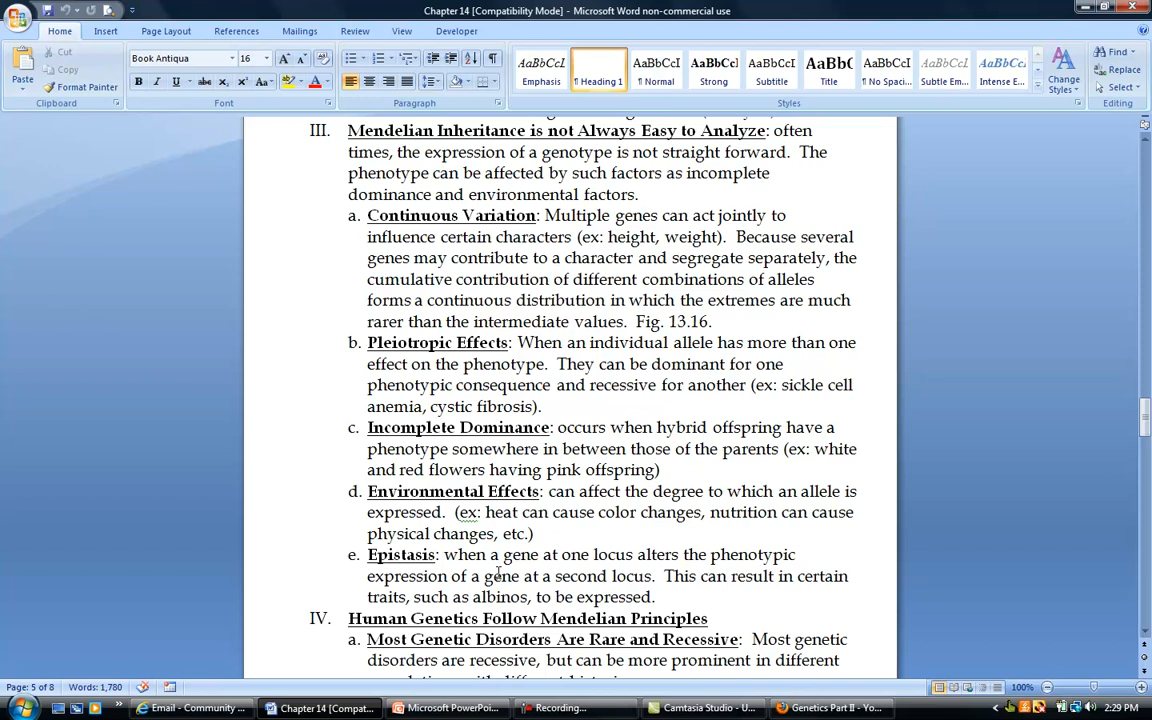 Chapter 14 [Compatibility Mode] - Microsoft Word non-commercial use
Home Insert Page Layout References Mailings Review View Developer
Cut
Copy
Format Painter
Paste
Clipboard
Book Antiqua 16
Font
Paragraph
AaBbCcI AaBbCc AaBbCcI AaBbCc AaBbCc. AaBbC AaBbCcI AaBbCcI AaBbCcI
Emphasis ¶ Heading 1 ¶ Normal Strong Subtitle Title ¶ No Spaci... Subtle Em... Intense E...
Change Styles
Styles
Find
Replace
Select
Editing
III. Mendelian Inheritance is not Always Easy to Analyze: often
times, the expression of a genotype is not straight forward. The
phenotype can be affected by such factors as incomplete
dominance and environmental factors.
a. Continuous Variation: Multiple genes can act jointly to
influence certain characters (ex: height, weight). Because several
genes may contribute to a character and segregate separately, the
cumulative contribution of different combinations of alleles
forms a continuous distribution in which the extremes are much
rarer than the intermediate values. Fig. 13.16.
b. Pleiotropic Effects: When an individual allele has more than one
effect on the phenotype. They can be dominant for one
phenotypic consequence and recessive for another (ex: sickle cell
anemia, cystic fibrosis).
c. Incomplete Dominance: occurs when hybrid offspring have a
phenotype somewhere in between those of the parents (ex: white
and red flowers having pink offspring)
d. Environmental Effects: can affect the degree to which an allele is
expressed. (ex: heat can cause color changes, nutrition can cause
physical changes, etc.)
e. Epistasis: when a gene at one locus alters the phenotypic
expression of a gene at a second locus. This can result in certain
traits, such as albinos, to be expressed.
IV. Human Genetics Follow Mendelian Principles
a. Most Genetic Disorders Are Rare and Recessive: Most genetic
disorders are recessive, but can be more prominent in different
Page: 5 of 8 Words: 1,780 100%
Email - Community ... Chapter 14 [Compat... Microsoft PowerPoi... Recording... Camtasia Studio - U... Genetics Part II - Yo... 2:29 PM